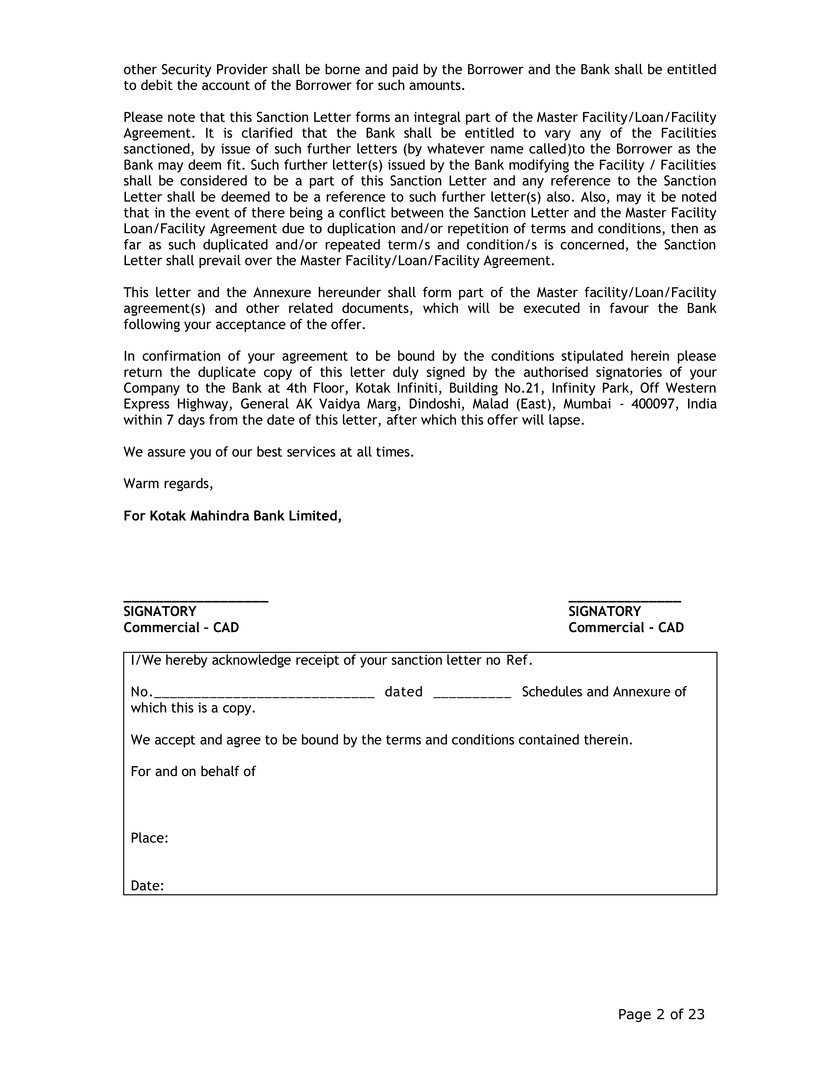 other Security Provider shall be borne and paid by the Borrower and the Bank shall be entitled
to debit the account of the Borrower for such amounts.
Please note that this Sanction Letter forms an integral part of the Master Facility/Loan/Facility
Agreement. It is clarified that the Bank shall be entitled to vary any of the Facilities
sanctioned, by issue of such further letters (by whatever name called)to the Borrower as the
Bank may deem fit. Such further letter(s) issued by the Bank modifying the Facility / Facilities
shall be considered to be a part of this Sanction Letter and any reference to the Sanction
Letter shall be deemed to be a reference to such further letter(s) also. Also, may it be noted
that in the event of there being a conflict between the Sanction Letter and the Master Facility
Loan/Facility Agreement due to duplication and/or repetition of terms and conditions, then as
far as such duplicated and/or repeated term/s and condition/s is concerned, the Sanction
Letter shall prevail over the Master Facility/Loan/Facility Agreement.
This letter and the Annexure hereunder shall form part of the Master facility/Loan/Facility
agreement(s) and other related documents, which will be executed in favour the Bank
following your acceptance of the offer.
In confirmation of your agreement to be bound by the conditions stipulated herein please
return the duplicate copy of this letter duly signed by the authorised signatories of your
Company to the Bank at 4th Floor, Kotak Infiniti, Building No.21, Infinity Park, Off Western
Express Highway, General AK Vaidya Marg, Dindoshi, Malad (East), Mumbai - 400097, India
within 7 days from the date of this letter, after which this offer will lapse.
We assure you of our best services at all times.
Warm regards,
For Kotak Mahindra Bank Limited,
__________________ ______________
SIGNATORY SIGNATORY
Commercial – CAD Commercial – CAD
I/We hereby acknowledge receipt of your sanction letter no Ref.
No.____________________________ dated __________ Schedules and Annexure of
which this is a copy.
We accept and agree to be bound by the terms and conditions contained therein.
For and on behalf of
Place:
Date:
Page 2 of 23